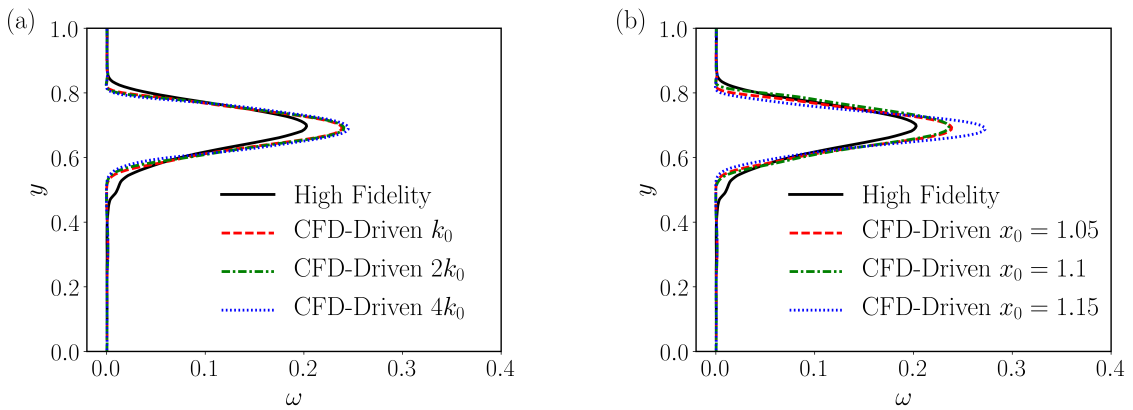 (a)
1.0
0.8
0.6
0.4
0.2
0.0
y
0.0 0.1 0.2 0.3 0.4
ω
High Fidelity
CFD-Driven k₀
CFD-Driven 2k₀
CFD-Driven 4k₀
(b)
1.0
0.8
0.6
0.4
0.2
0.0
y
0.0 0.1 0.2 0.3 0.4
ω
High Fidelity
CFD-Driven x₀ = 1.05
CFD-Driven x₀ = 1.1
CFD-Driven x₀ = 1.15